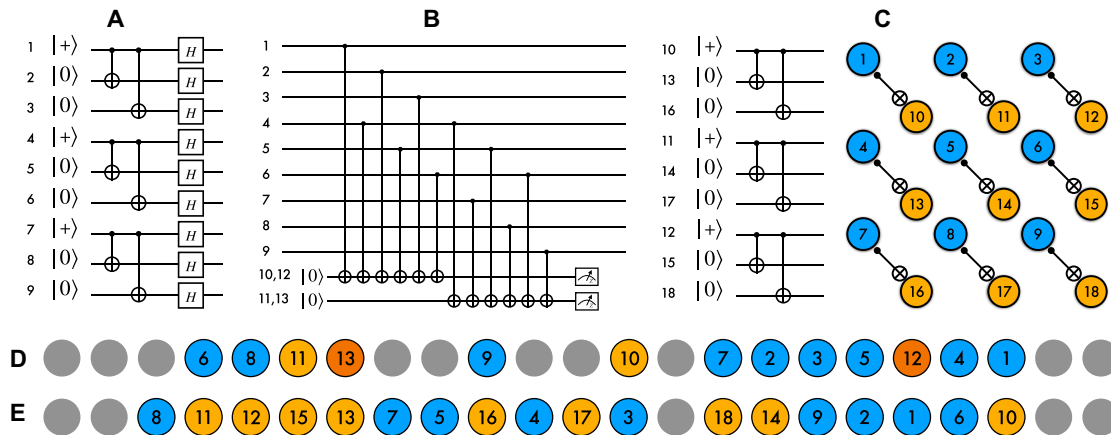 A
B
C
1 |+⟩ H
2 |0⟩ H
3 |0⟩ H
4 |+⟩ H
5 |0⟩ H
6 |0⟩ H
7 |+⟩ H
8 |0⟩ H
9 |0⟩ H
1
2
3
4
5
6
7
8
9
10,12 |0⟩
11,13 |0⟩
10 |+⟩
13 |0⟩
16 |0⟩
11 |+⟩
14 |0⟩
17 |0⟩
12 |+⟩
15 |0⟩
18 |0⟩
1 2 3
10 11 12
4 5 6
13 14 15
7 8 9
16 17 18
D 6 8 11 13 9 10 7 2 3 5 12 4 1
E 8 11 12 15 13 7 5 16 4 17 3 18 14 9 2 1 6 10